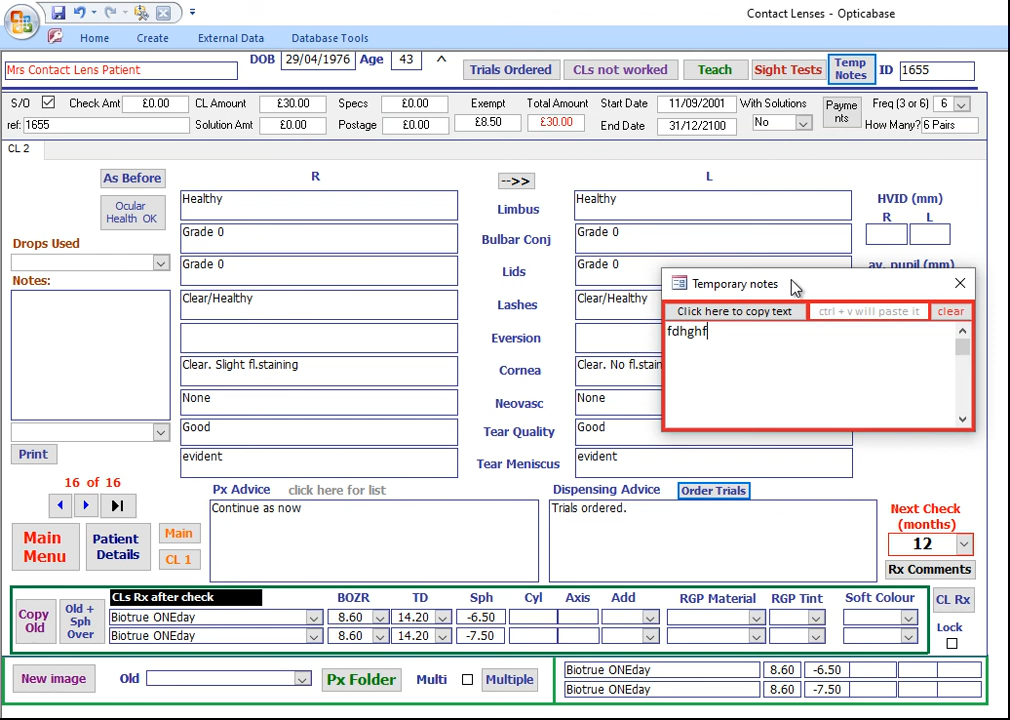 Contact Lenses - Opticabase
Home Create External Data Database Tools
Mrs Contact Lens Patient DOB 29/04/1976 Age 43 Trials Ordered CLs not worked Teach Sight Tests Temp Notes ID 1655
S/O Check Amt £0.00 CL Amount £30.00 Specs £0.00 Exempt Total Amount Start Date 11/09/2001 With Solutions Payme nts Freq (3 or 6) 6
ref: 1655 Solution Amt £0.00 Postage £0.00 £8.50 £30.00 End Date 31/12/2100 No How Many? 6 Pairs
CL 2
As Before R -->> L
Ocular Health OK Healthy Limbus Healthy HVID (mm)
R L
Grade 0 Bulbar Conj Grade 0
Drops Used Grade 0 Lids Grade 0 av. pupil (mm)
Notes:
Clear/Healthy Lashes Clear/Healthy
Eversion
Clear. Slight fl.staining Cornea Clear. No fl.stain
None Neovasc None
Good Tear Quality Good
evident Tear Meniscus evident
Temporary notes
Click here to copy text ctrl + v will paste it clear
fdhghf
Print
16 of 16
Px Advice click here for list Dispensing Advice Order Trials
Continue as now Trials ordered.
Next Check
(months)
12
Rx Comments
Main Menu Patient Details Main
CL 1
Copy Old Old + Sph Over CLs Rx after check BOZR TD Sph Cyl Axis Add RGP Material RGP Tint Soft Colour CL Rx
Biotrue ONEday 8.60 14.20 -6.50
Biotrue ONEday 8.60 14.20 -7.50
Lock
New image Old Px Folder Multi Multiple
Biotrue ONEday 8.60 -6.50
Biotrue ONEday 8.60 -7.50